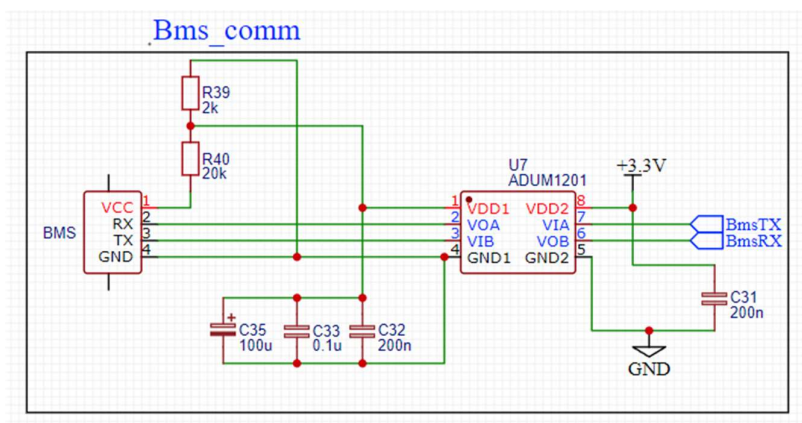 Bms_comm
R39
2k
R40
20k
BMS
VCC 1
RX 2
TX 3
GND 4
U7
ADUM1201
1 VDD1 VDD2 8
2 VOA VIA 7
3 VIB VOB 6
4 GND1 GND2 5
+3.3V
BmsTX
BmsRX
+
C35
100u
C33
0.1u
C32
200n
C31
200n
GND